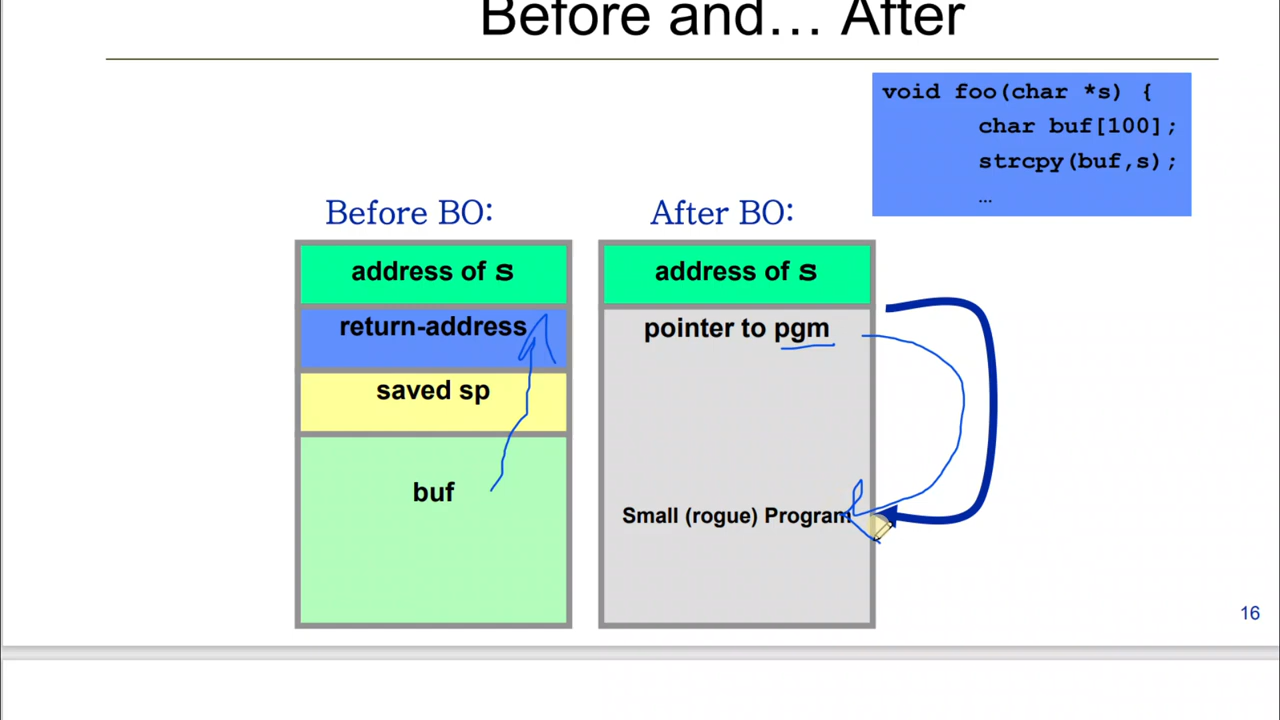 Before and... After
void foo(char *s) {
char buf[100];
strcpy(buf,s);
...
Before BO:
After BO:
address of s
return-address
saved sp
buf
address of s
pointer to pgm
Small (rogue) Program
16